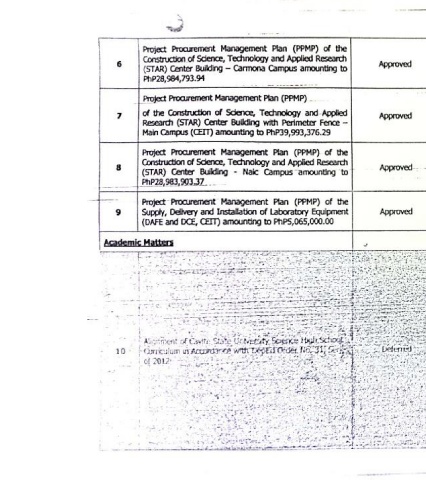 6
Project Procurement Management Plan (PPMP) of the
Construction of Science, Technology and Applied Research
(STAR) Center Building – Carmona Campus amounting to
PhP28,984,793.94
Approved
7
Project Procurement Management Plan (PPMP)
of the Construction of Science, Technology and Applied
Research (STAR) Center Building with Perimeter Fence –
Main Campus (CEIT) amounting to PhP39,993,376.29
Approved
8
Project Procurement Management Plan (PPMP) of the
Construction of Science, Technology and Applied Research
(STAR) Center Building - Naic Campus amounting to
PhP28,983,903.37
Approved
9
Project Procurement Management Plan (PPMP) of the
Supply, Delivery and Installation of Laboratory Equipment
(DAFE and DCE, CEIT) amounting to PhP5,065,000.00
Approved
Academic Matters
10
Alignment of Cavite State University Science High School
Curriculum in Accordance with DepEd Order No. 31,
of 2012
Deferred